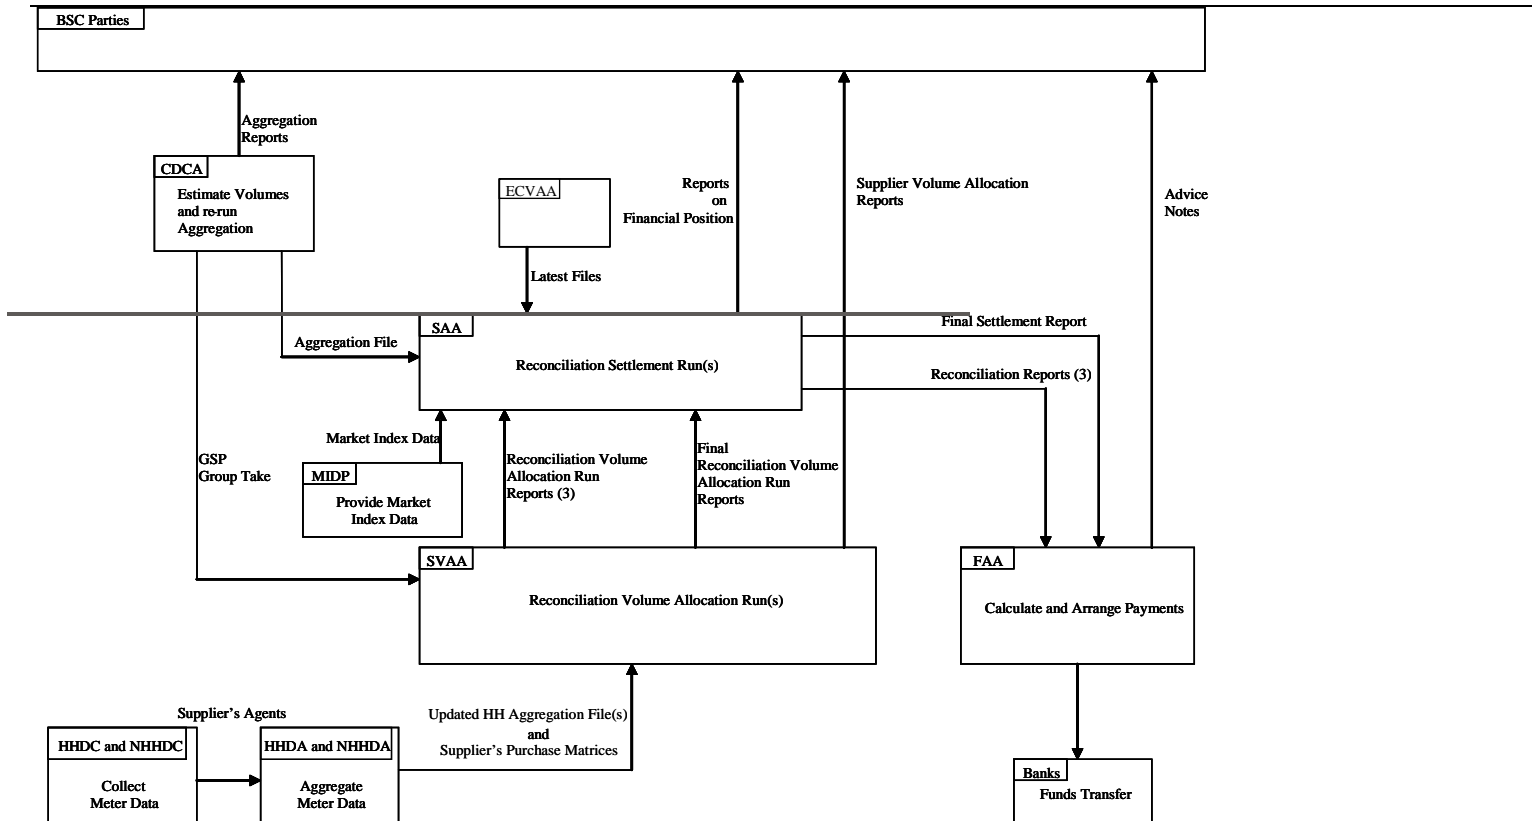 BSC Parties
Aggregation
Reports
CDCA
Estimate Volumes
and re-run
Aggregation
ECVAA
Reports
on
Financial Position
Supplier Volume Allocation
Reports
Advice
Notes
Latest Files
SAA
Final Settlement Report
Aggregation File
Reconciliation Settlement Run(s)
Reconciliation Reports (3)
Market Index Data
GSP
Group Take
MIDP
Provide Market
Index Data
Reconciliation Volume
Allocation Run
Reports (3)
Final
Reconciliation Volume
Allocation Run
Reports
SVAA
Reconciliation Volume Allocation Run(s)
FAA
Calculate and Arrange Payments
Supplier’s Agents
Updated HH Aggregation File(s)
and
Supplier’s Purchase Matrices
HHDC and NHHDC
Collect
Meter Data
HHDA and NHHDA
Aggregate
Meter Data
Banks
Funds Transfer